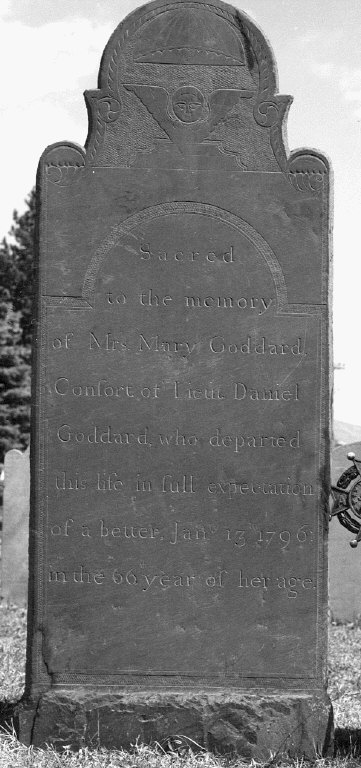 Sacred
to the memory
of Mrs. Mary Goddard,
Conſort of Lieut. Daniel
Goddard, who departed
this life in full expectation
of a better, Janʸ 13 1796;
in the 66 year of her age.